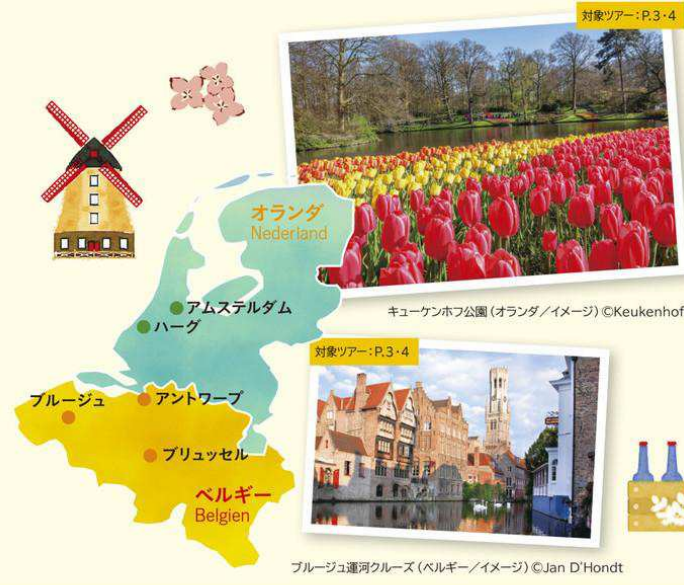 対象ツアー：P.3・4
オランダ
Nederland
キューケンホフ公園（オランダ／イメージ）©Keukenhof
アムステルダム
ハーグ
対象ツアー：P.3・4
ブルージュ
アントワープ
ブリュッセル
ベルギー
Belgien
ブルージュ運河クルーズ（ベルギー／イメージ）©Jan D'Hondt